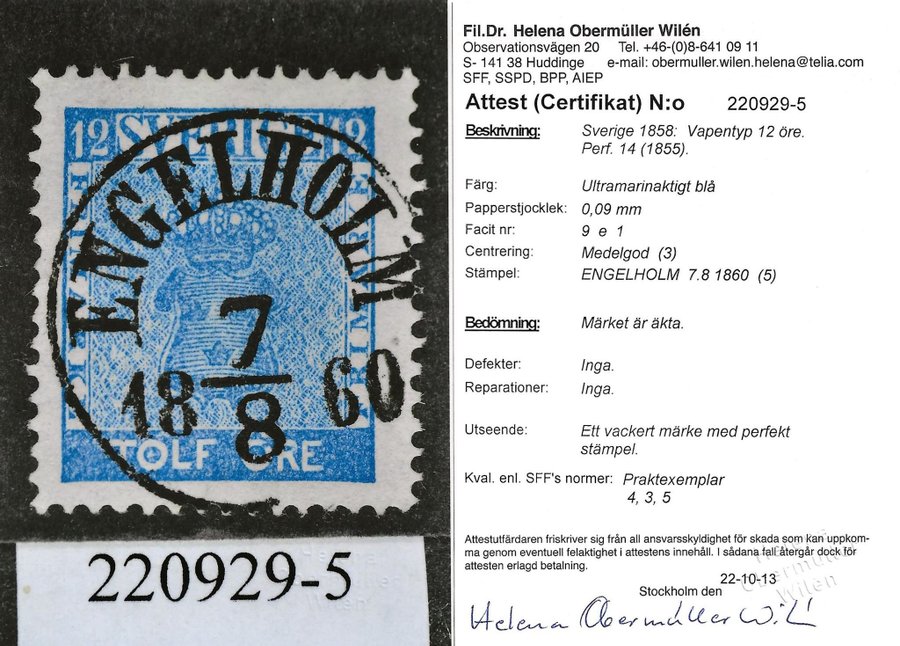 12 SVERIGE 12
FRIMÄRKE
ENGELHOLM
7
18 60
8
TOLF ÖRE
220929-5
Fil.Dr. Helena Obermüller Wilén
Observationsvägen 20 Tel. +46-(0)8-641 09 11
S- 141 38 Huddinge e-mail: obermuller.wilen.helena@telia.com
SFF, SSPD, BPP, AIEP
Attest (Certifikat) N:o 220929-5
Beskrivning: Sverige 1858: Vapentyp 12 öre.
Perf. 14 (1855).
Färg: Ultramarinaktigt blå
Papperstjocklek: 0,09 mm
Facit nr: 9 e 1
Centrering: Medelgod (3)
Stämpel: ENGELHOLM 7.8 1860 (5)
Bedömning: Märket är äkta.
Defekter: Inga.
Reparationer: Inga.
Utseende: Ett vackert märke med perfekt
stämpel.
Kval. enl. SFF's normer: Praktexemplar
4, 3, 5
Attestutfärdaren friskriver sig från all ansvarsskyldighet för skada som kan uppkom-
ma genom eventuell felaktighet i attestens innehåll. I sådana fall återgår dock för
attesten erlagd betalning.
22-10-13
Stockholm den
Obermüller
Wilén
Helena Obermüller Wilén